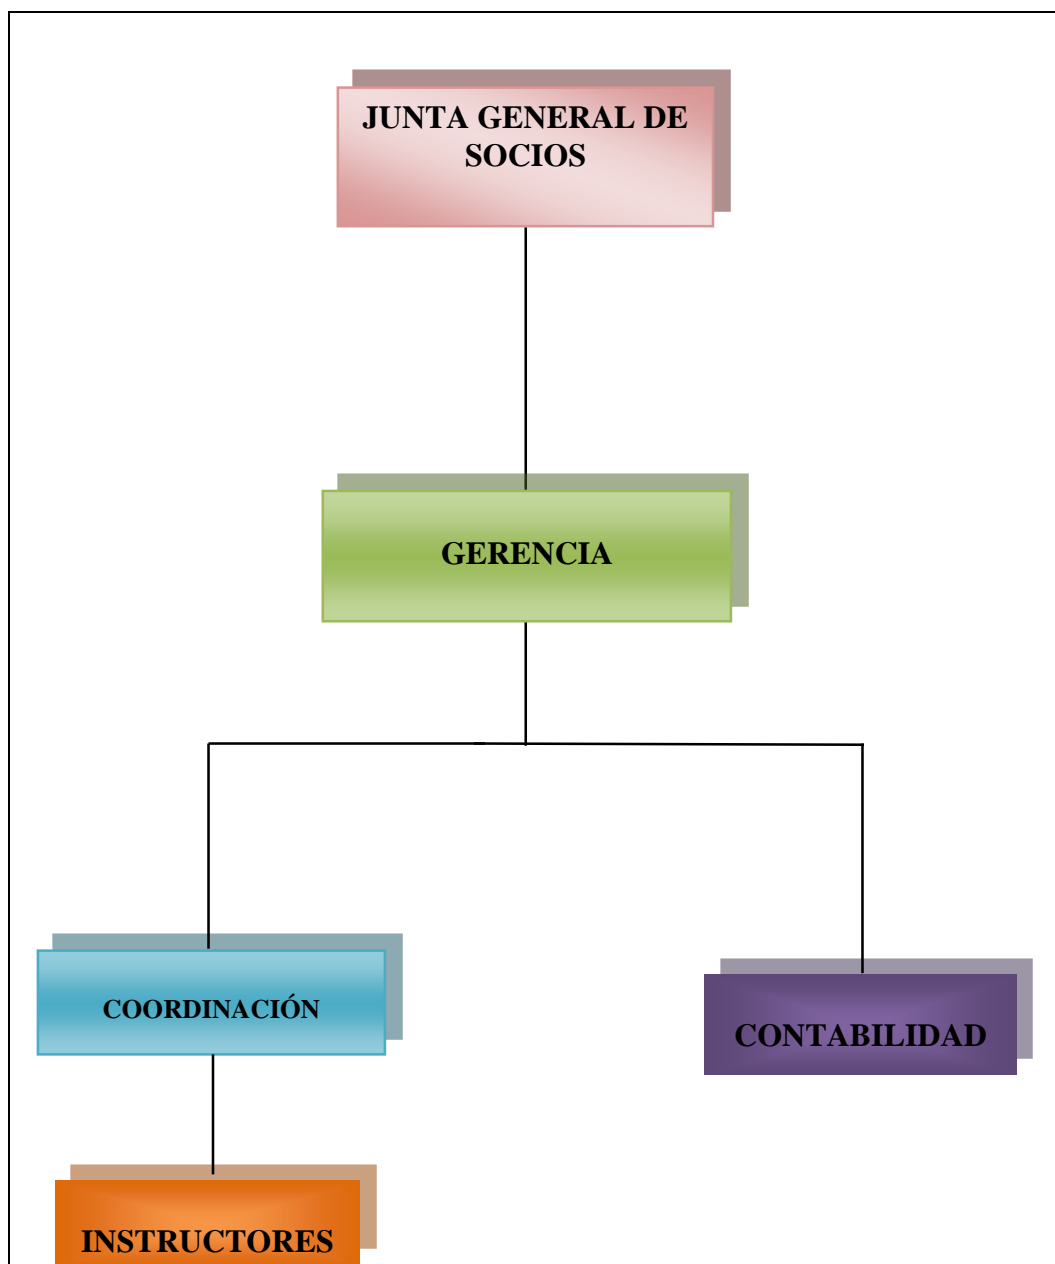 JUNTA GENERAL DE
SOCIOS
GERENCIA
COORDINACIÓN
CONTABILIDAD
INSTRUCTORES